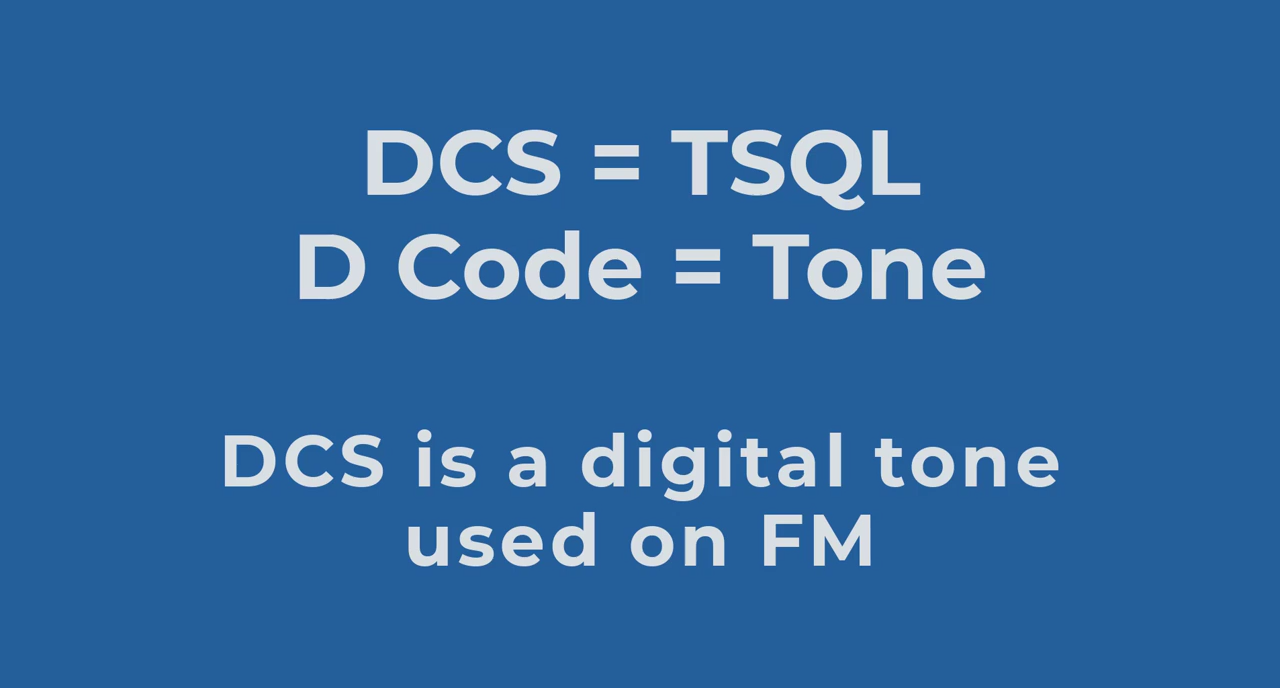 DCS = TSQL
D Code = Tone
DCS is a digital tone
used on FM